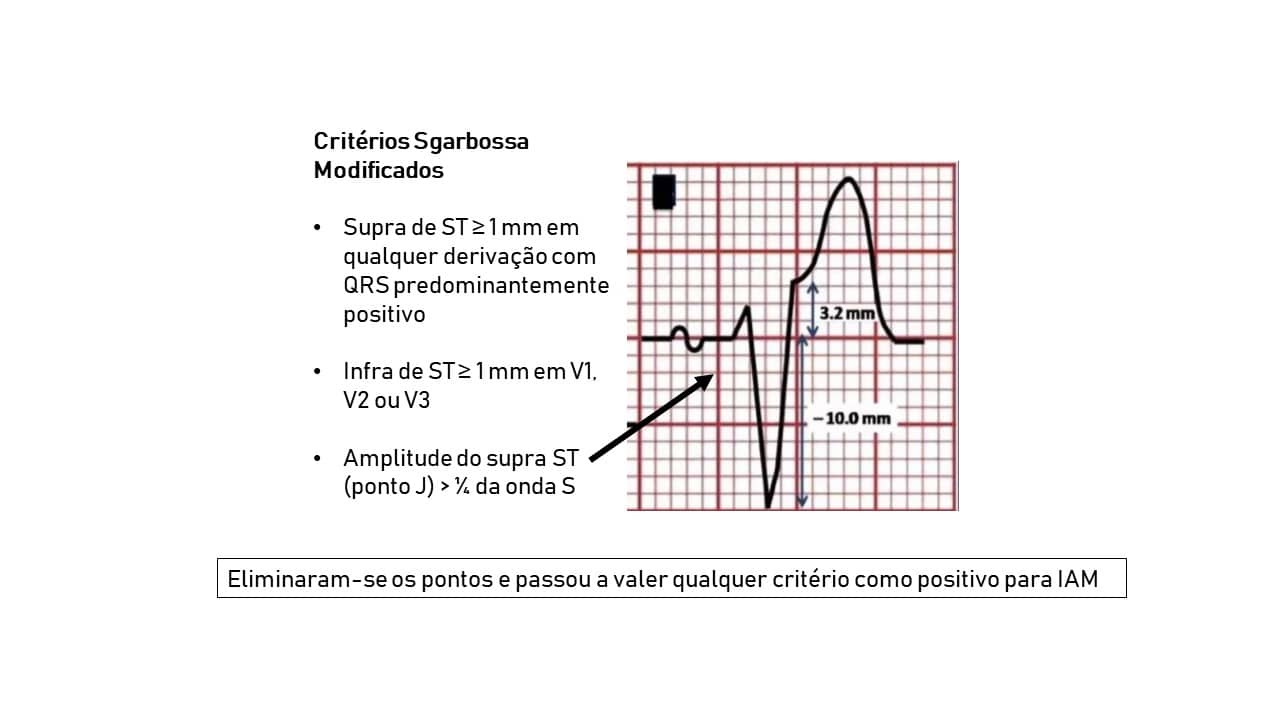 Critérios Sgarbossa
Modificados
• Supra de ST ≥ 1 mm em
qualquer derivação com
QRS predominantemente
positivo
• Infra de ST ≥ 1 mm em V1,
V2 ou V3
• Amplitude do supra ST
(ponto J) > ¼ da onda S
3.2 mm
– 10.0 mm
Eliminaram-se os pontos e passou a valer qualquer critério como positivo para IAM